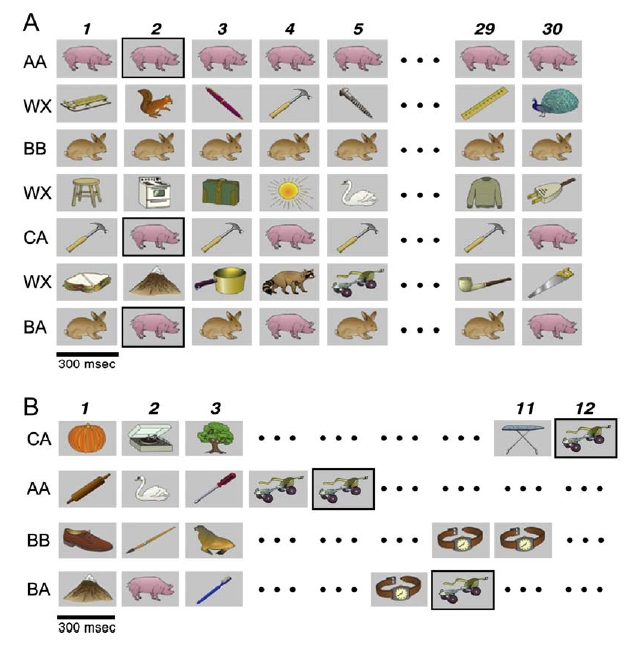 A
1 2 3 4 5 29 30
AA • • •
WX • • •
BB • • •
WX • • •
CA • • •
WX • • •
BA • • •
300 msec
B
1 2 3 11 12
CA • • • • • • • • • • • •
AA • • • • • • • • • • • •
BB • • • • • • • • • • • •
BA • • • • • • • • • • • •
300 msec